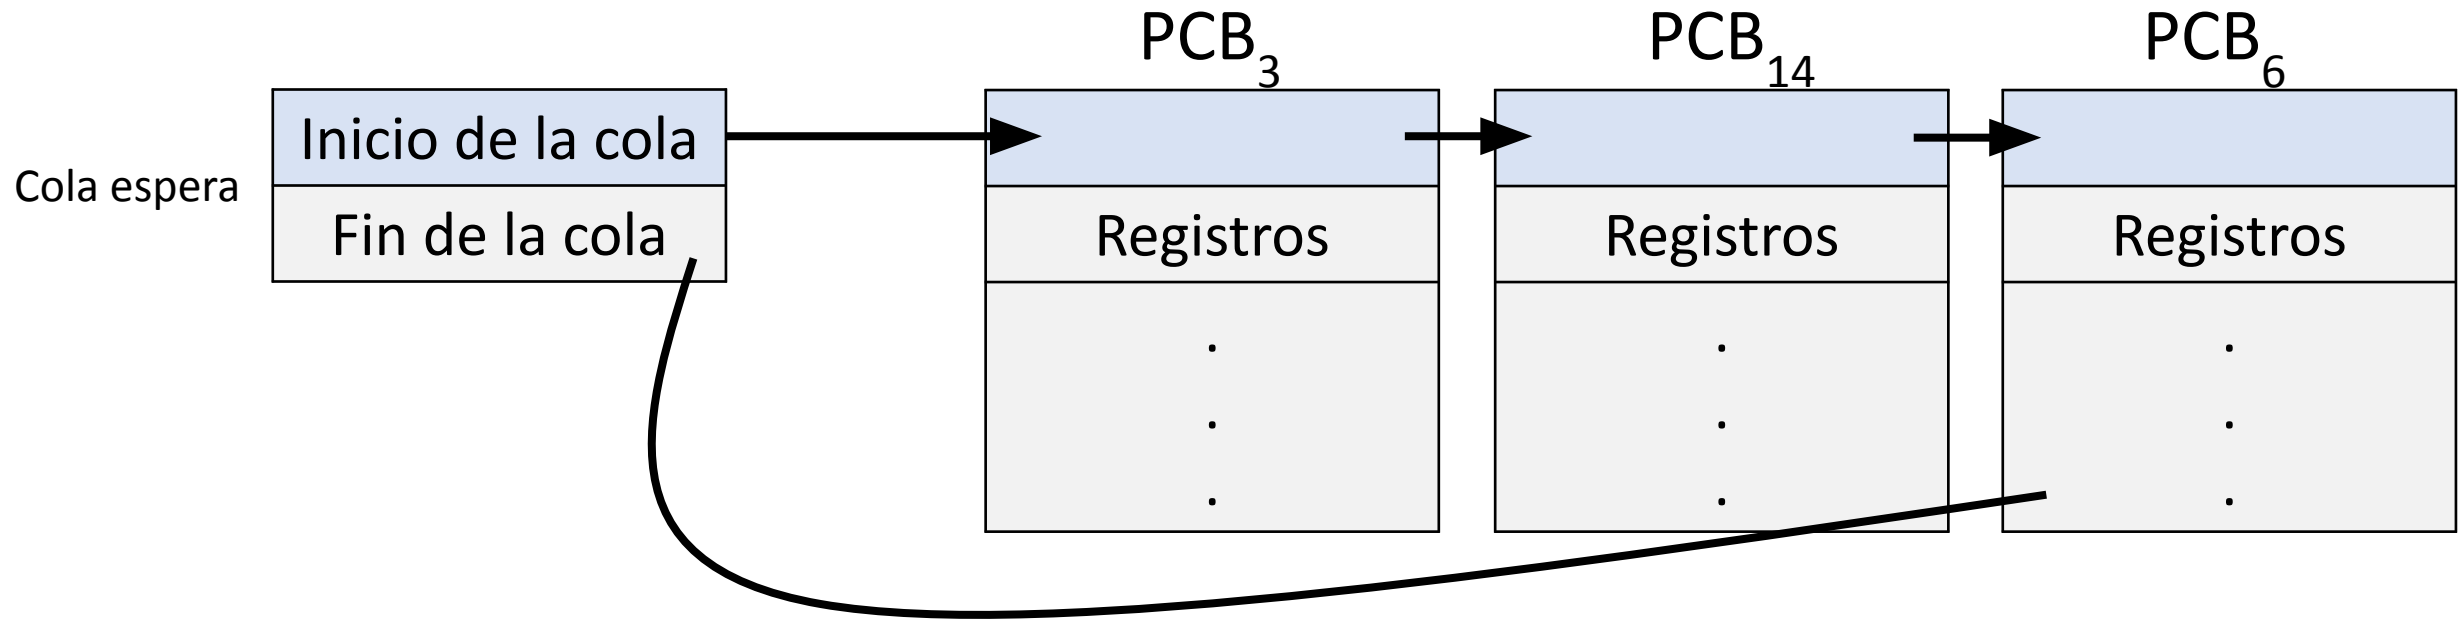 PCB3
PCB14
PCB6
Inicio de la cola
Cola espera
Fin de la cola
Registros
Registros
Registros
.
.
.
.
.
.
.
.
.